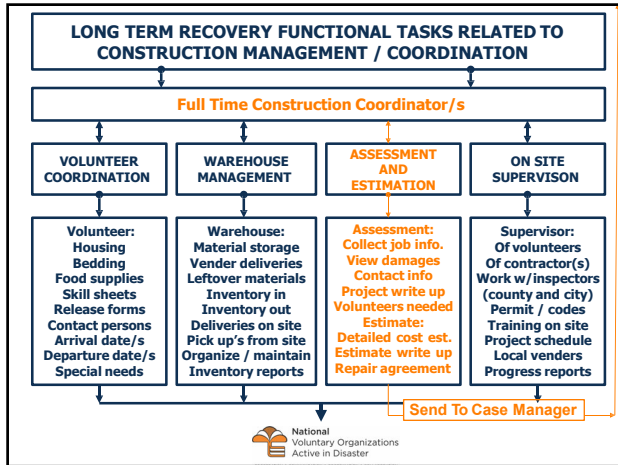 LONG TERM RECOVERY FUNCTIONAL TASKS RELATED TO
CONSTRUCTION MANAGEMENT / COORDINATION
Full Time Construction Coordinator/s
VOLUNTEER
COORDINATION
WAREHOUSE
MANAGEMENT
ASSESSMENT
AND
ESTIMATION
ON SITE
SUPERVISON
Volunteer:
Housing
Bedding
Food supplies
Skill sheets
Release forms
Contact persons
Arrival date/s
Departure date/s
Special needs
Warehouse:
Material storage
Vender deliveries
Leftover materials
Inventory in
Inventory out
Deliveries on site
Pick up's from site
Organize / maintain
Inventory reports
Assessment:
Collect job info.
View damages
Contact info
Project write up
Volunteers needed
Estimate:
Detailed cost est.
Estimate write up
Repair agreement
Supervisor:
Of volunteers
Of contractor(s)
Work w/inspectors
(county and city)
Permit / codes
Training on site
Project schedule
Local venders
Progress reports
Send To Case Manager
National
Voluntary Organizations
Active in Disaster